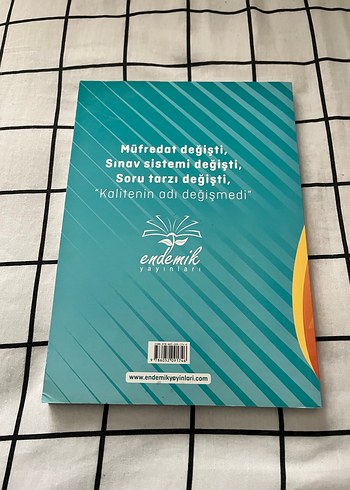 Müfredat değişti,
Sınav sistemi değişti,
Soru tarzı değişti,
"Kalitenin adı değişmedi"
endemik
yayınları
www.endemikyayinlari.com